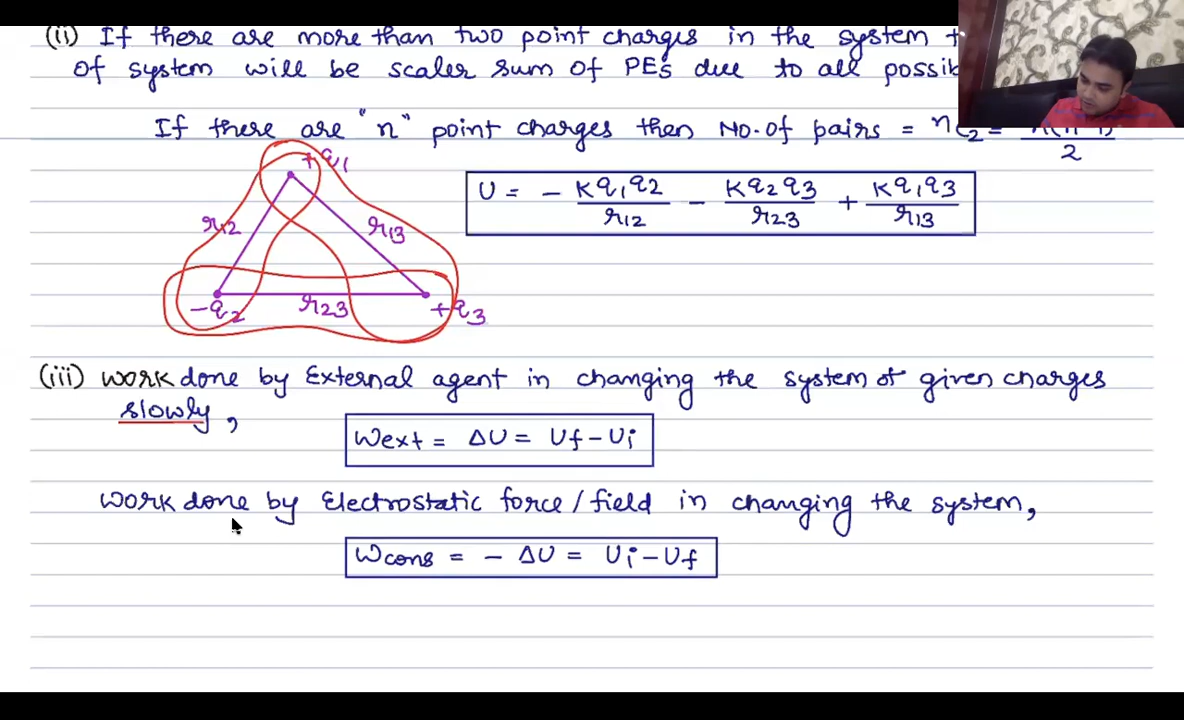 (ii) If there are more than two point charges in the system
of system will be scaler sum of PEs due to all
If there are "n" point charges then No. of pairs = nC2 =
2
+q1
U = - Kq1q2/r12 - Kq2q3/r23 + Kq1q3/r13
r12
r13
-q2
r23
+q3
(iii) Work done by External agent in changing the system of given charges
slowly,
Wext = ΔU = Uf - Ui
Work done by Electrostatic force/field in changing the system,
Wcons = - ΔU = Ui - Uf